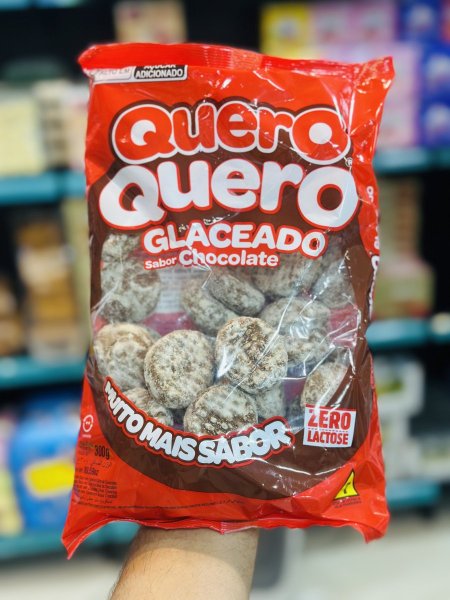 AÇÚCAR
ADICIONADO
Quero
Quero
GLACEADO
Sabor Chocolate
MUITO MAIS SABOR
ZERO
LACTOSE
300g